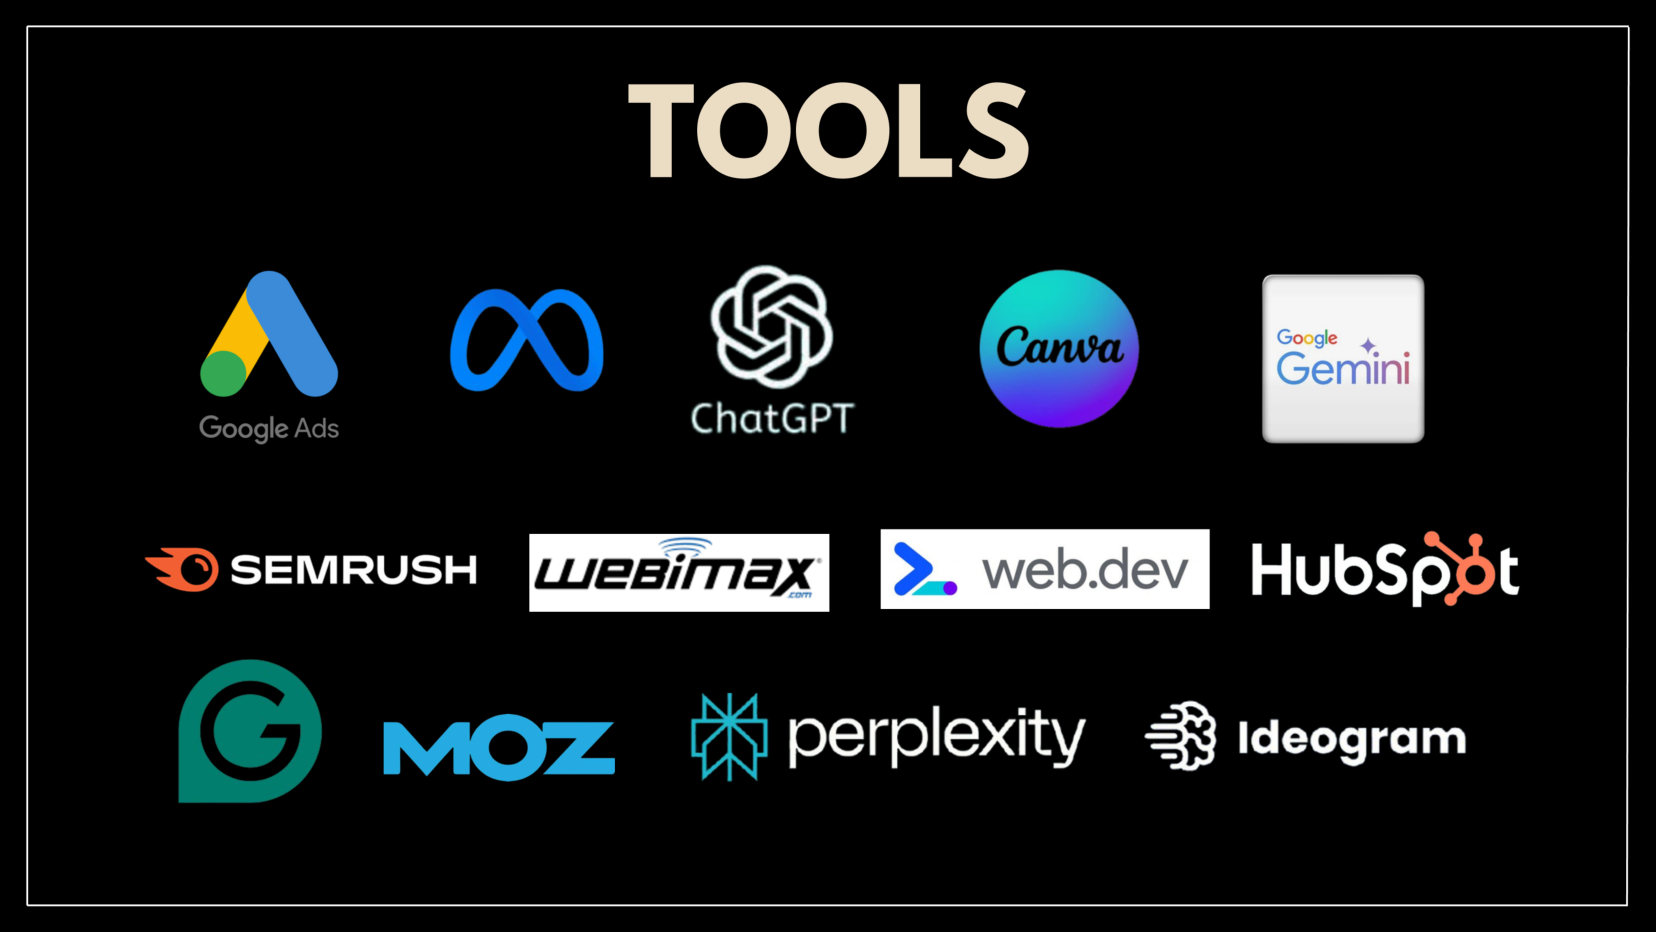 TOOLS
Google Ads
ChatGPT
Canva
Google
Gemini
SEMRUSH
WEBiMAX
.com
web.dev
HubSpot
G
MOZ
perplexity
Ideogram